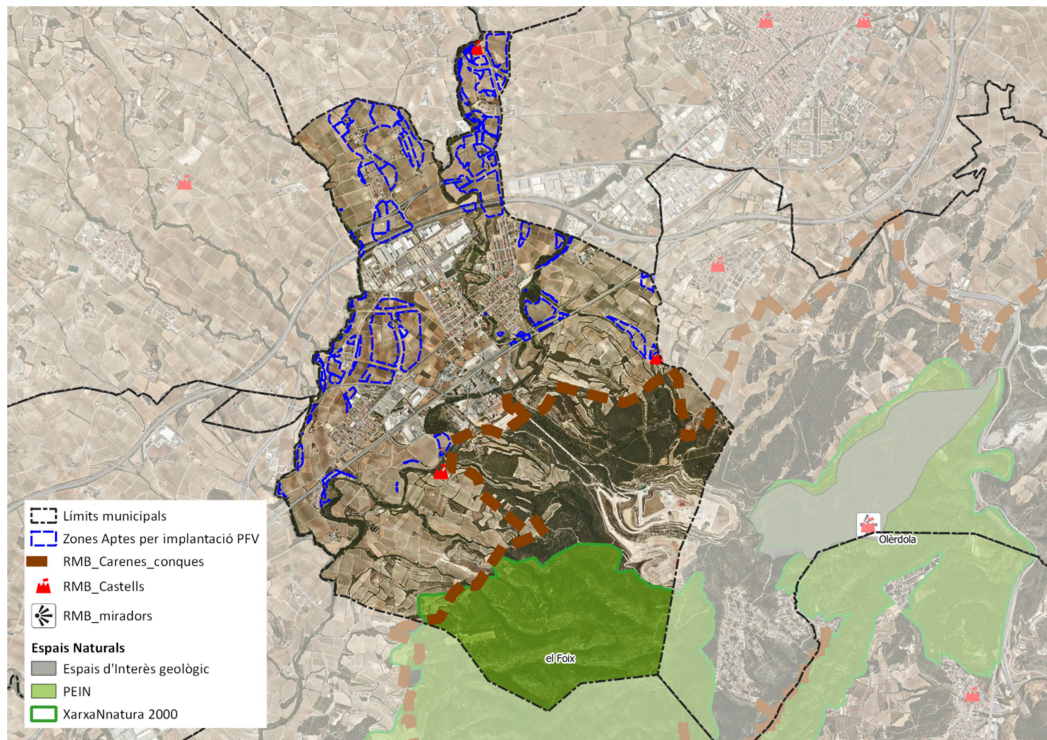 Olèrdola
el Foix
Límits municipals
Zones Aptes per implantació PFV
RMB_Carenes_conques
RMB_Castells
RMB_miradors
Espais Naturals
Espais d'Interès geològic
PEIN
XarxaNnatura 2000